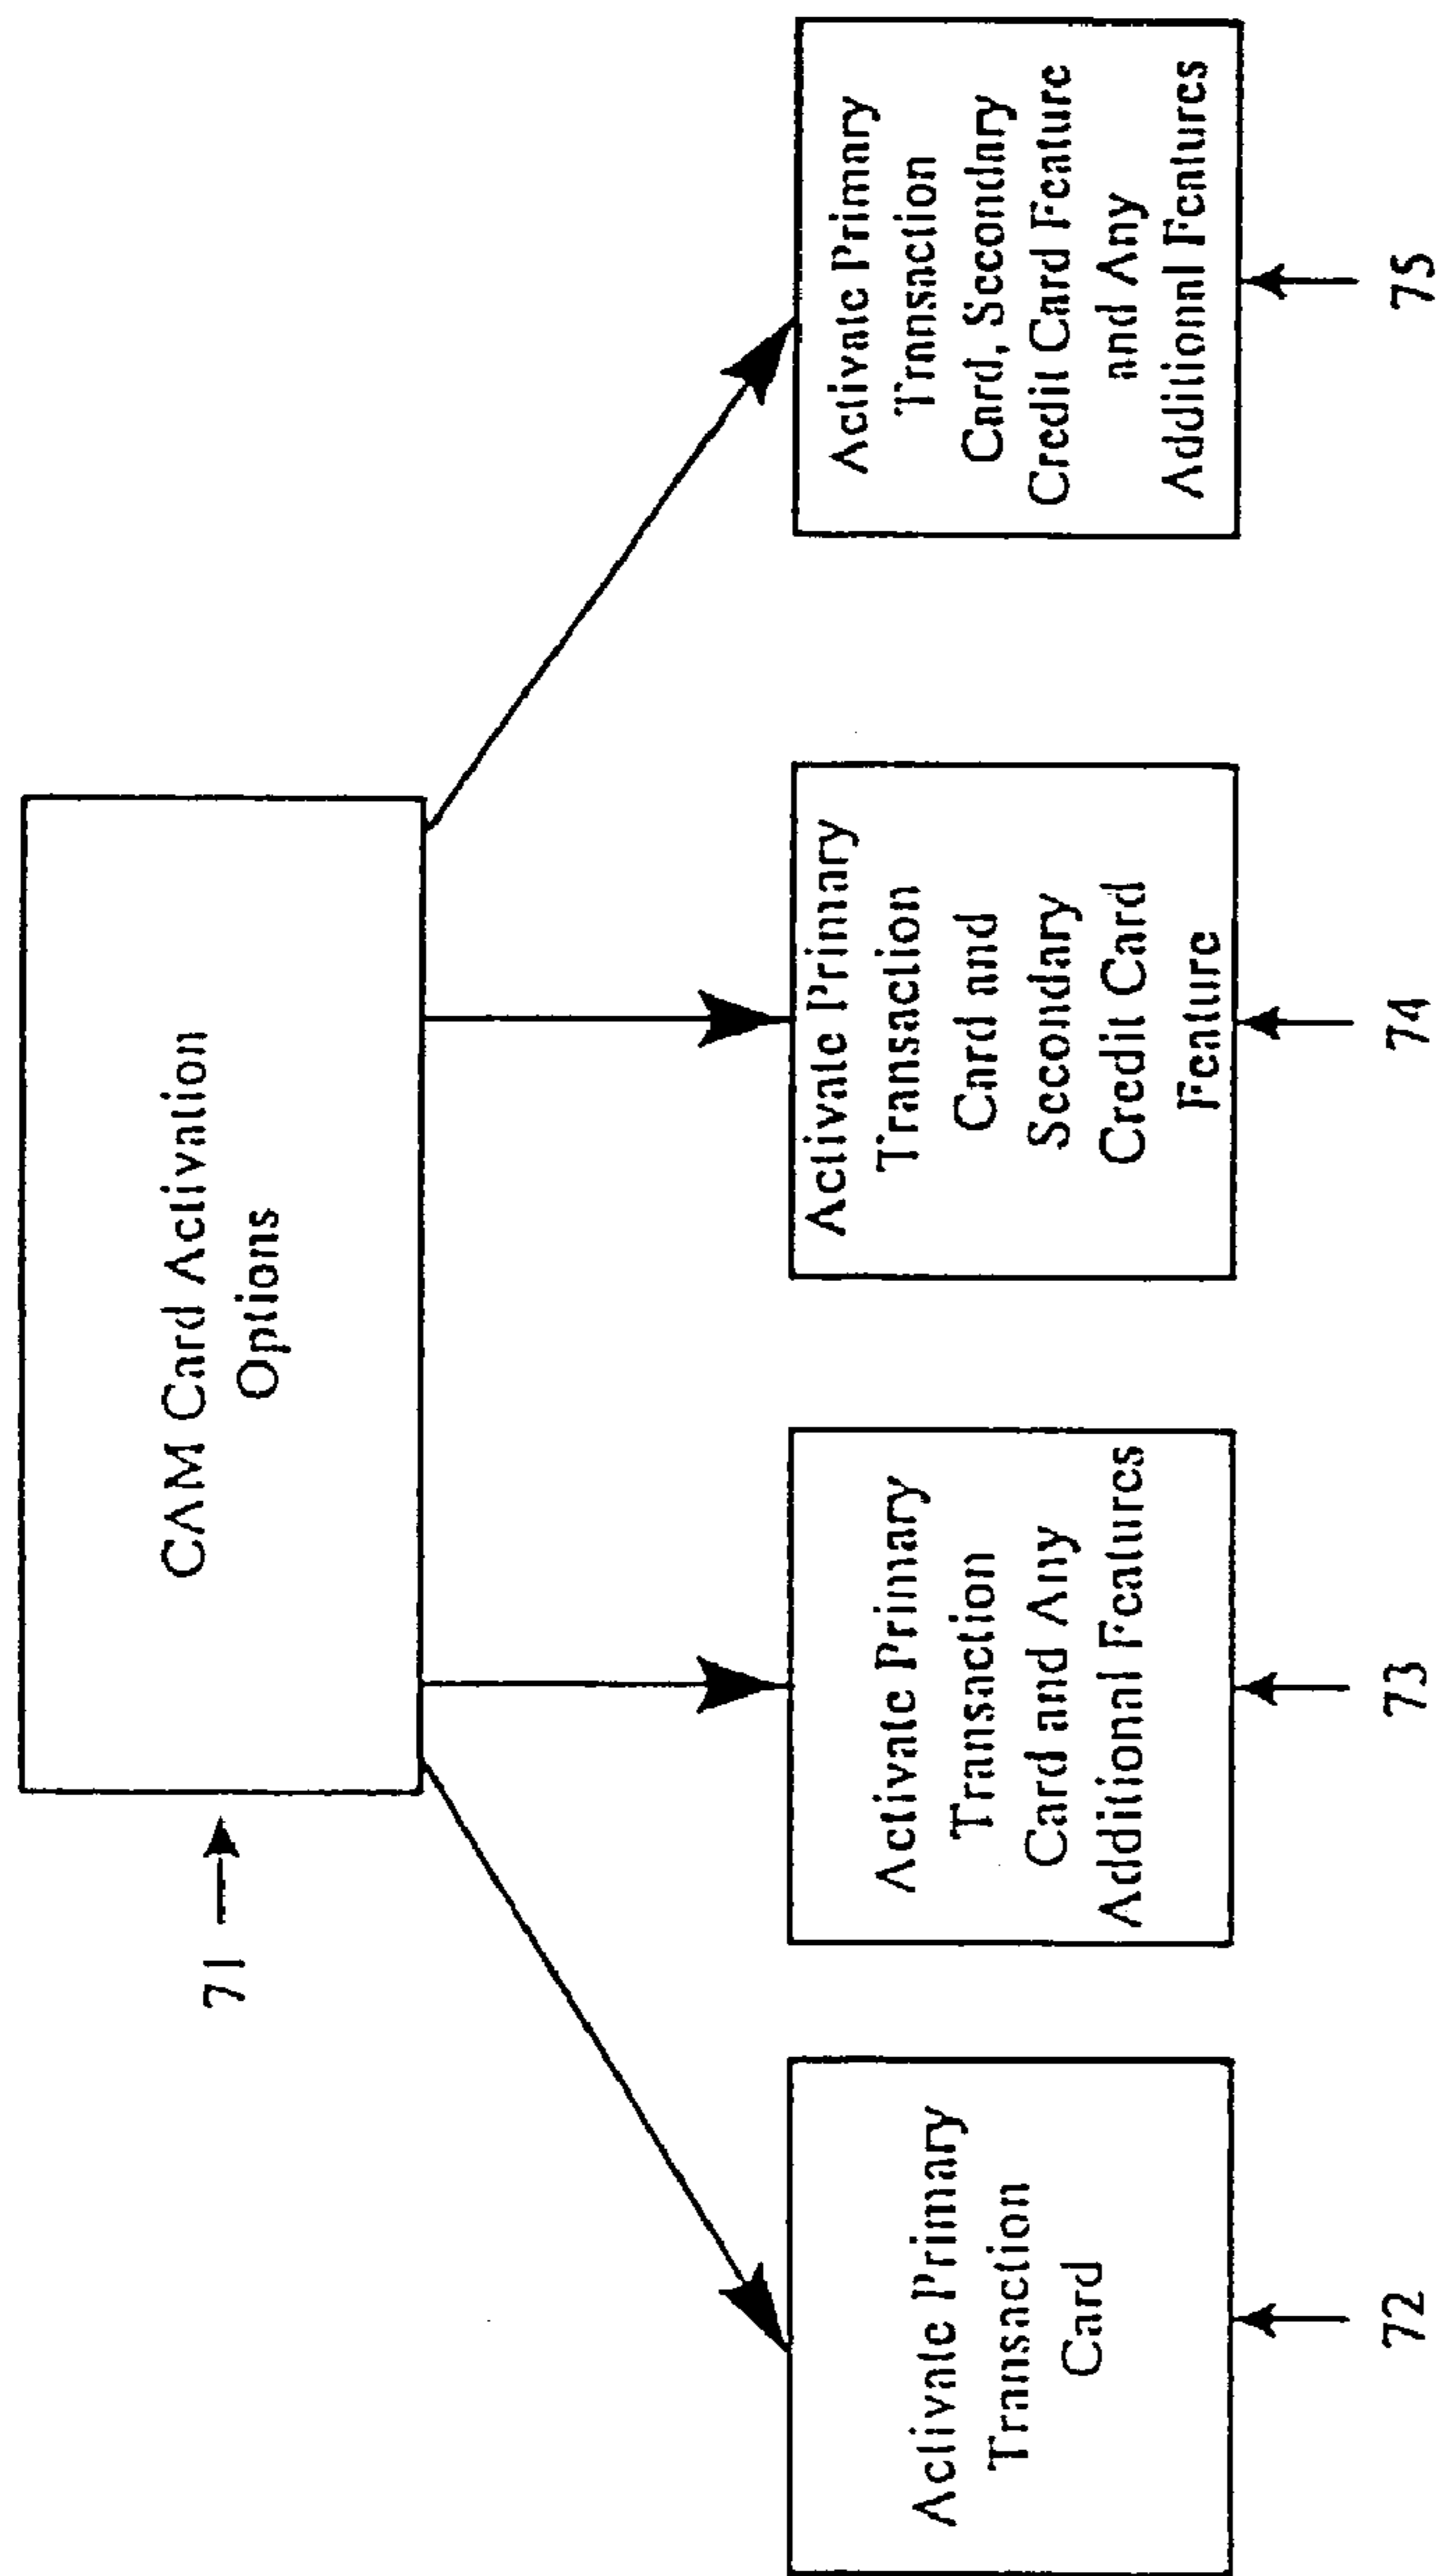 71
CAM Card Activation
Options
Activate Primary
Transaction
Card
72
Activate Primary
Transaction
Card and Any
Additional Features
73
Activate Primary
Transaction
Card and
Secondary
Credit Card
Feature
74
Activate Primary
Transaction
Card, Secondary
Credit Card Feature
and Any
Additional Features
75